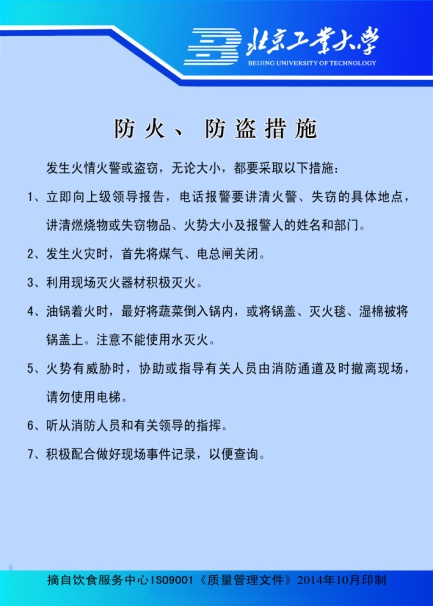 北京工业大学
BEIJING UNIVERSITY OF TECHNOLOGY
防火、防盗措施
发生火情火警或盗窃，无论大小，都要采取以下措施：
1、立即向上级领导报告，电话报警要讲清火警、失窃的具体地点，
讲清燃烧物或失窃物品、火势大小及报警人的姓名和部门。
2、发生火灾时，首先将煤气、电总闸关闭。
3、利用现场灭火器材积极灭火。
4、油锅着火时，最好将蔬菜倒入锅内，或将锅盖、灭火毯、湿棉被将
锅盖上。注意不能使用水灭火。
5、火势有威胁时，协助或指导有关人员由消防通道及时撤离现场，
请勿使用电梯。
6、听从消防人员和有关领导的指挥。
7、积极配合做好现场事件记录，以便查询。
摘自饮食服务中心ISO9001《质量管理文件》2014年10月印制